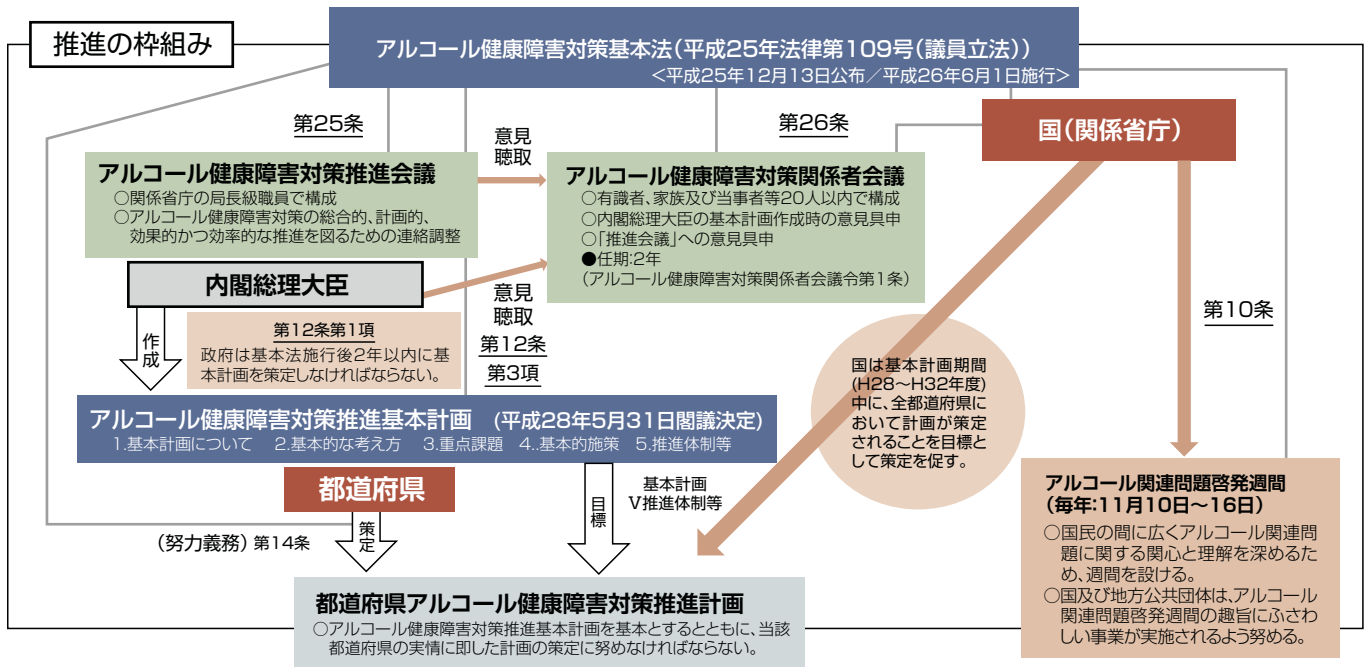 推進の枠組み
アルコール健康障害対策基本法(平成25年法律第109号(議員立法))
<平成25年12月13日公布／平成26年6月1日施行>
第25条
意見
聴取
第26条
国(関係省庁)
アルコール健康障害対策推進会議
○関係省庁の局長級職員で構成
○アルコール健康障害対策の総合的、計画的、
効果的かつ効率的な推進を図るための連絡調整
アルコール健康障害対策関係者会議
○有識者、家族及び当事者等20人以内で構成
○内閣総理大臣の基本計画作成時の意見具申
○「推進会議」への意見具申
●任期:2年
(アルコール健康障害対策関係者会議令第1条)
内閣総理大臣
意見
聴取
第12条
第3項
第10条
作成
第12条第1項
政府は基本法施行後2年以内に基
本計画を策定しなければならない。
国は基本計画期間
(H28～H32年度)
中に、全都道府県に
おいて計画が策定
されることを目標と
して策定を促す。
アルコール健康障害対策推進基本計画　(平成28年5月31日閣議決定)
1.基本計画について　2.基本的な考え方　3.重点課題　4..基本的施策　5.推進体制等
都道府県
基本計画
Ⅴ推進体制等
目標
策定
(努力義務) 第14条
アルコール関連問題啓発週間
(毎年:11月10日～16日)
○国民の間に広くアルコール関連問
題に関する関心と理解を深めるた
め、週間を設ける。
○国及び地方公共団体は、アルコール
関連問題啓発週間の趣旨にふさわ
しい事業が実施されるよう努める。
都道府県アルコール健康障害対策推進計画
○アルコール健康障害対策推進基本計画を基本とするとともに、当該
都道府県の実情に即した計画の策定に努めなければならない。